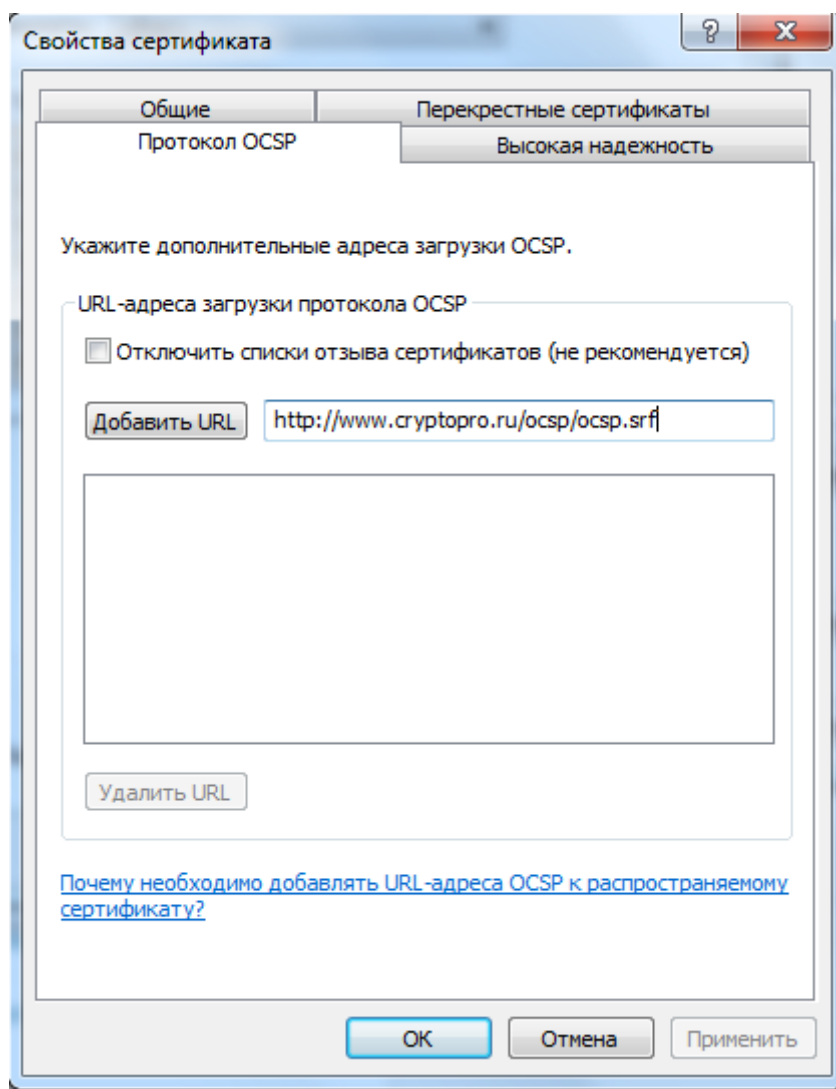 Свойства сертификата
?
Общие
Перекрестные сертификаты
Протокол OCSP
Высокая надежность
Укажите дополнительные адреса загрузки OCSP.
URL-адреса загрузки протокола OCSP
Отключить списки отзыва сертификатов (не рекомендуется)
Добавить URL
http://www.cryptopro.ru/ocsp/ocsp.srf
Удалить URL
Почему необходимо добавлять URL-адреса OCSP к распространяемому
сертификату?
ОК
Отмена
Применить